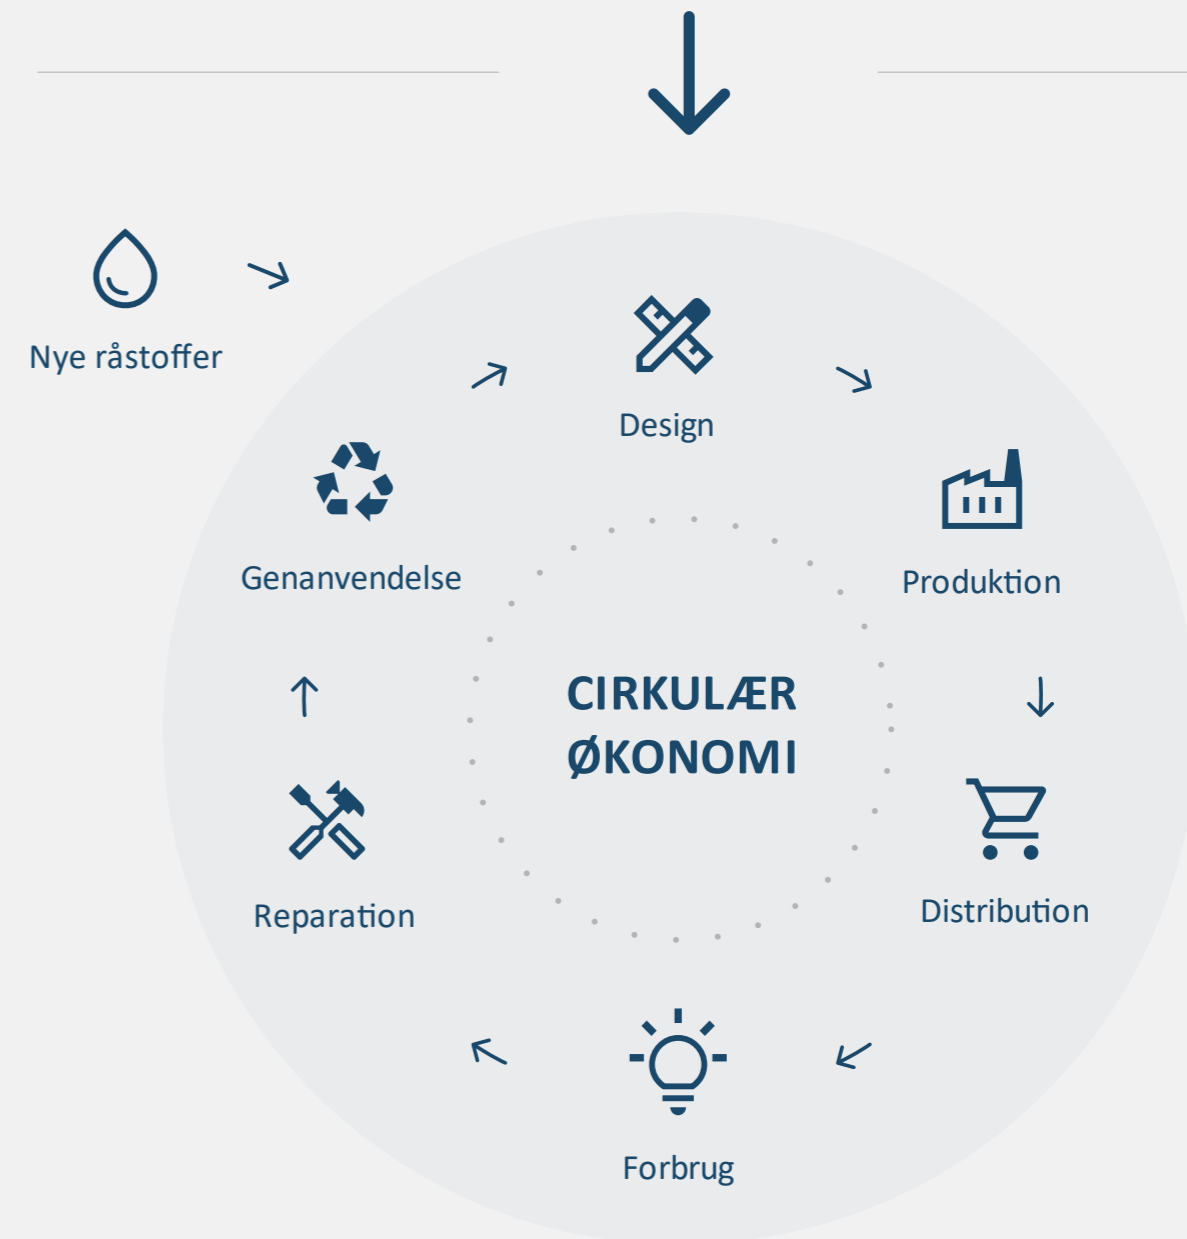 Nye råstoffer
Design
Genanvendelse
Produktion
CIRKULÆR
ØKONOMI
Reparation
Distribution
Forbrug